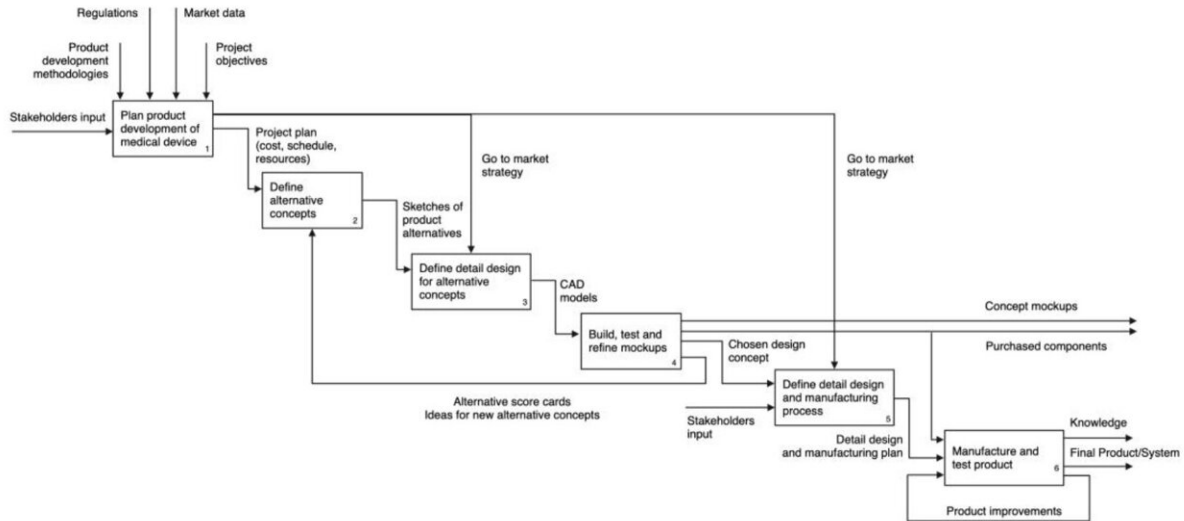 Regulations
Market data
Product
development
methodologies
Project
objectives
Stakeholders input
Plan product
development of
medical device
1
Project plan
(cost, schedule,
resources)
Go to market
strategy
Go to market
strategy
Define
alternative
concepts
2
Sketches of
product
alternatives
Define detail design
for alternative
concepts
3
CAD
models
Concept mockups
Build, test and
refine mockups
4
Chosen design
concept
Purchased components
Alternative score cards
Ideas for new alternative concepts
Define detail design
and manufacturing
process
5
Stakeholders
input
Detail design
and manufacturing plan
Knowledge
Manufacture and
test product
6
Final Product/System
Product improvements